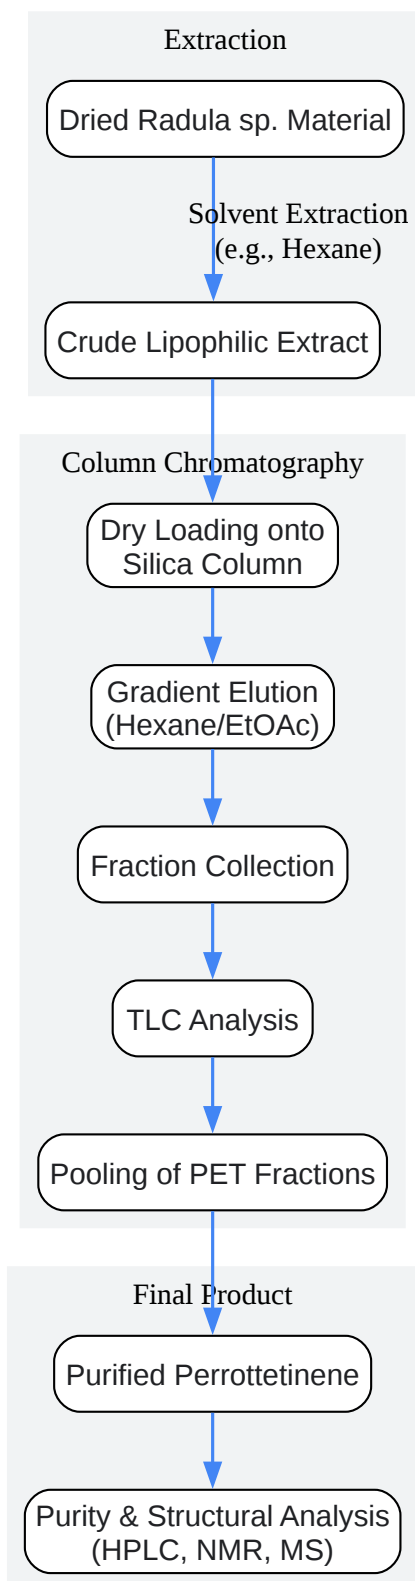 Extraction
Dried Radula sp. Material
Solvent Extraction
(e.g., Hexane)
Crude Lipophilic Extract
Column Chromatography
Dry Loading onto
Silica Column
Gradient Elution
(Hexane/EtOAc)
Fraction Collection
TLC Analysis
Pooling of PET Fractions
Final Product
Purified Perrottetinene
Purity & Structural Analysis
(HPLC, NMR, MS)